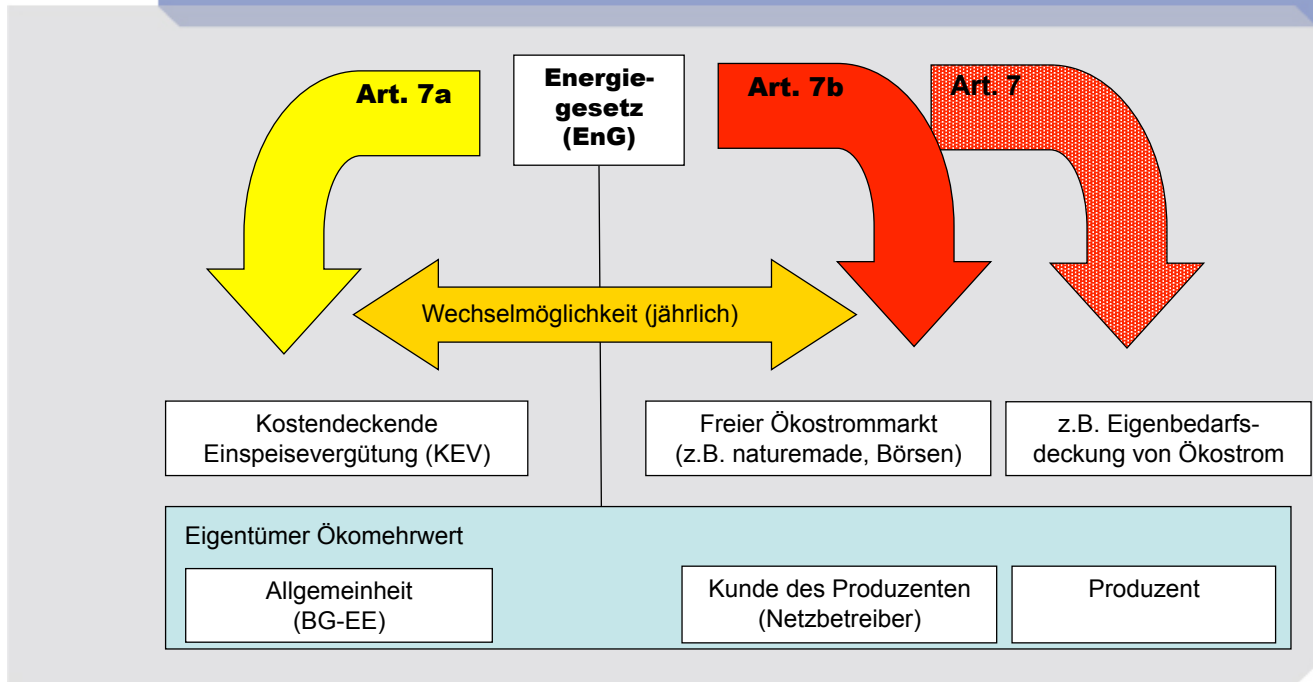 Art. 7a
Energie-
gesetz
(EnG)
Art. 7b
Art. 7
Wechselmöglichkeit (jährlich)
Kostendeckende
Einspeisevergütung (KEV)
Freier Ökostrommarkt
(z.B. naturemade, Börsen)
z.B. Eigenbedarfs-
deckung von Ökostrom
Eigentümer Ökomehrwert
Allgemeinheit
(BG-EE)
Kunde des Produzenten
(Netzbetreiber)
Produzent